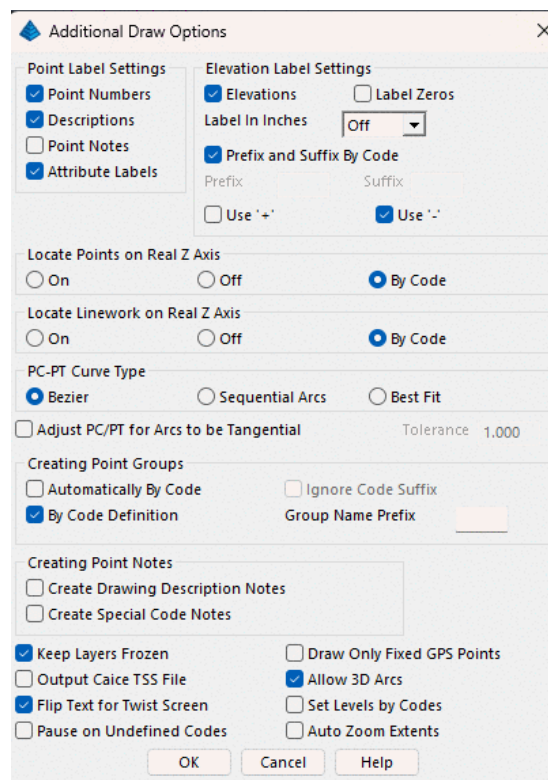 Additional Draw Options
Point Label Settings
Point Numbers
Descriptions
Point Notes
Attribute Labels
Elevation Label Settings
Elevations Label Zeros
Label In Inches Off
Prefix and Suffix By Code
Prefix Suffix
Use '+' Use '-'
Locate Points on Real Z Axis
On Off By Code
Locate Linework on Real Z Axis
On Off By Code
PC-PT Curve Type
Bezier Sequential Arcs Best Fit
Adjust PC/PT for Arcs to be Tangential Tolerance 1.000
Creating Point Groups
Automatically By Code Ignore Code Suffix
By Code Definition Group Name Prefix
Creating Point Notes
Create Drawing Description Notes
Create Special Code Notes
Keep Layers Frozen Draw Only Fixed GPS Points
Output Caice TSS File Allow 3D Arcs
Flip Text for Twist Screen Set Levels by Codes
Pause on Undefined Codes Auto Zoom Extents
OK Cancel Help